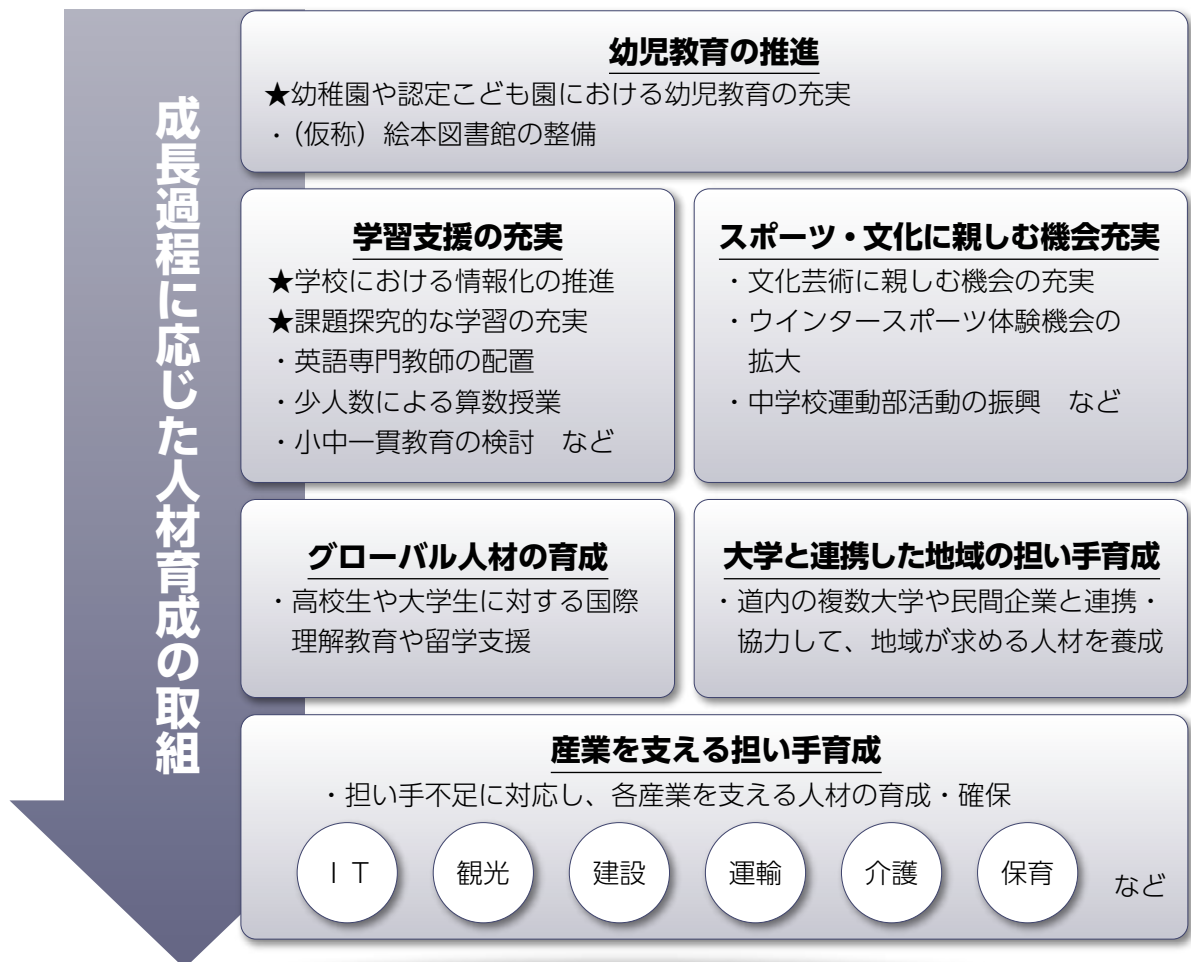 成長過程に応じた人材育成の取組
幼児教育の推進
★幼稚園や認定こども園における幼児教育の充実
・(仮称)絵本図書館の整備
学習支援の充実
★学校における情報化の推進
★課題探究的な学習の充実
・英語専門教師の配置
・少人数による算数授業
・小中一貫教育の検討　など
スポーツ・文化に親しむ機会充実
・文化芸術に親しむ機会の充実
・ウインタースポーツ体験機会の
拡大
・中学校運動部活動の振興　など
グローバル人材の育成
・高校生や大学生に対する国際
理解教育や留学支援
大学と連携した地域の担い手育成
・道内の複数大学や民間企業と連携・
協力して、地域が求める人材を養成
産業を支える担い手育成
・担い手不足に対応し、各産業を支える人材の育成・確保
ＩＴ
観光
建設
運輸
介護
保育
など